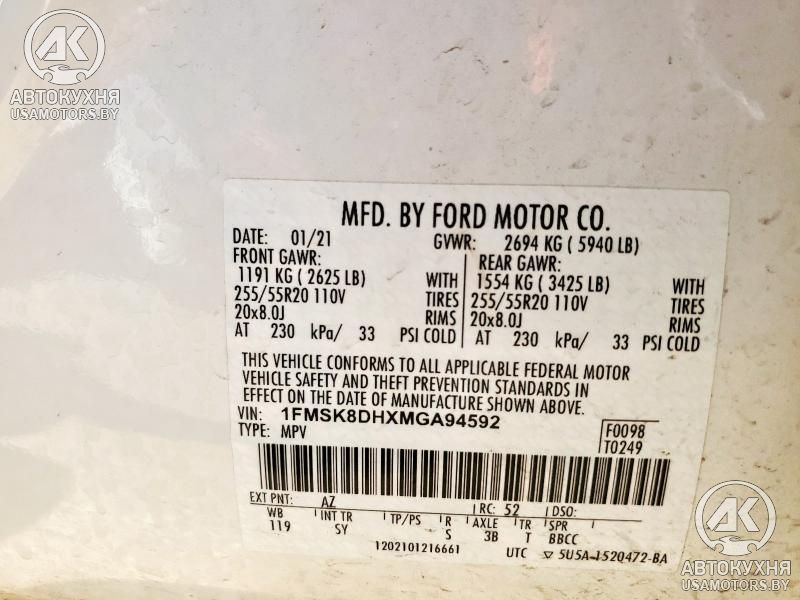 АК
АВТОКУХНЯ
USAMOTORS.BY
MFD. BY FORD MOTOR CO.
DATE: 01/21 GVWR: 2694 KG ( 5940 LB)
FRONT GAWR: REAR GAWR:
1191 KG ( 2625 LB) WITH 1554 KG ( 3425 LB) WITH
255/55R20 110V TIRES 255/55R20 110V TIRES
20x8.0J RIMS 20x8.0J RIMS
AT 230 kPa/ 33 PSI COLD AT 230 kPa/ 33 PSI COLD
THIS VEHICLE CONFORMS TO ALL APPLICABLE FEDERAL MOTOR
VEHICLE SAFETY AND THEFT PREVENTION STANDARDS IN
EFFECT ON THE DATE OF MANUFACTURE SHOWN ABOVE.
VIN: 1FMSK8DHXMGA94592
TYPE: MPV
F0098
T0249
EXT PNT: AZ RC: 52 DSO:
WB INT TR TP/PS R AXLE TR SPR
119 SY S 3B T BBCC
1202101216661 UTC ▽ 5U5A-1520472-BA
АК
АВТОКУХНЯ
USAMOTORS.BY